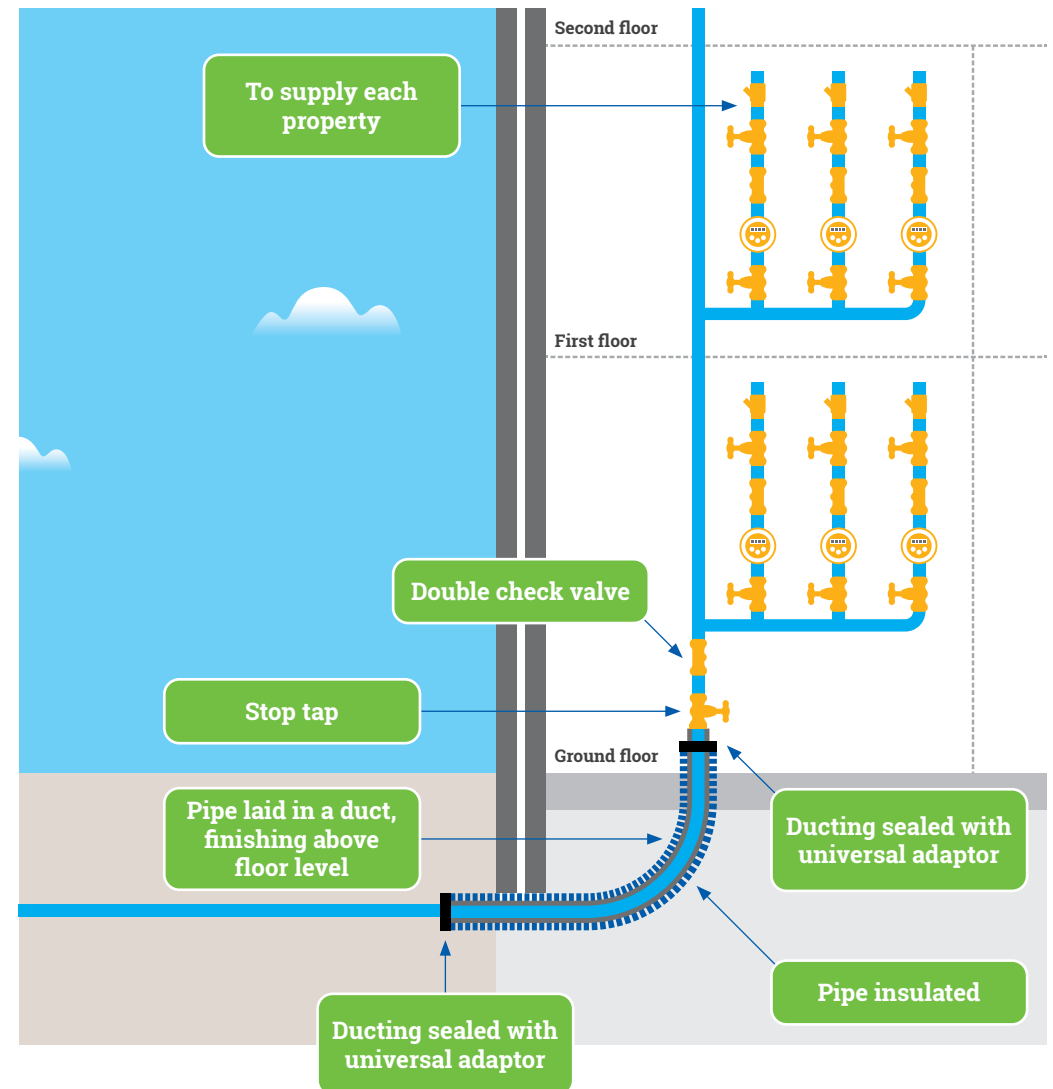 Second floor
To supply each
property
First floor
Double check valve
Stop tap
Ground floor
Pipe laid in a duct,
finishing above
floor level
Ducting sealed with
universal adaptor
Pipe insulated
Ducting sealed with
universal adaptor